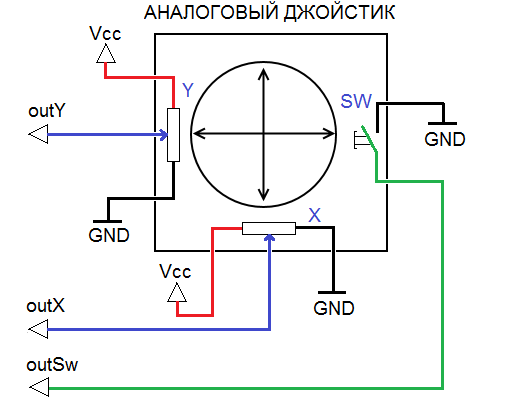 АНАЛОГОВЫЙ ДЖОЙСТИК
Vcc
Y
SW
outY
GND
GND
X
Vcc
outX
GND
outSw